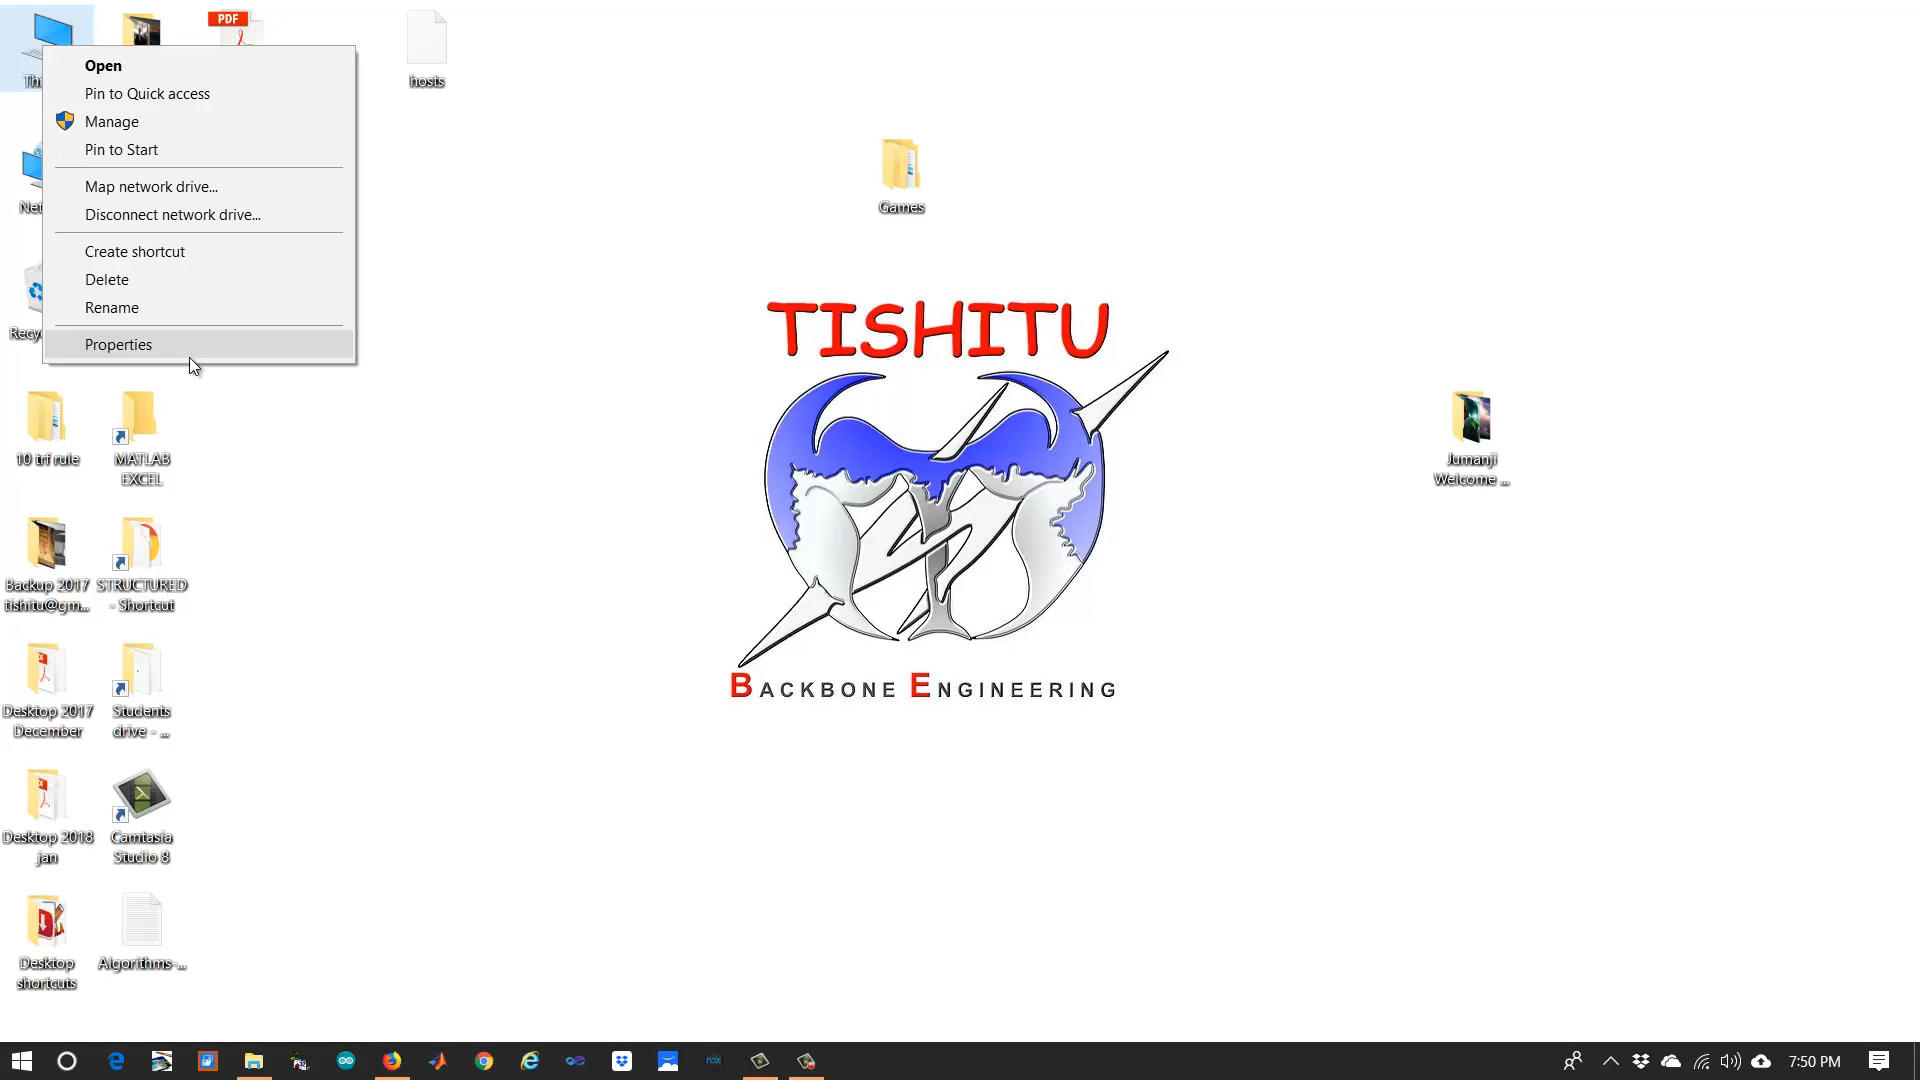 PDF
Open
Pin to Quick access
Manage
Pin to Start
Map network drive...
Disconnect network drive...
Create shortcut
Delete
Rename
Properties
hosts
Games
TISHITU
BACKBONE ENGINEERING
Jumanji
Welcome ...
10 trf rule
MATLAB
EXCEL
Backup 2017
tishitu@gm...
STRUCTURED
- Shortcut
Desktop 2017
December
Students
drive - ...
Desktop 2018
jan
Camtasia
Studio 8
Desktop
shortcuts
Algorithms-...
7:50 PM